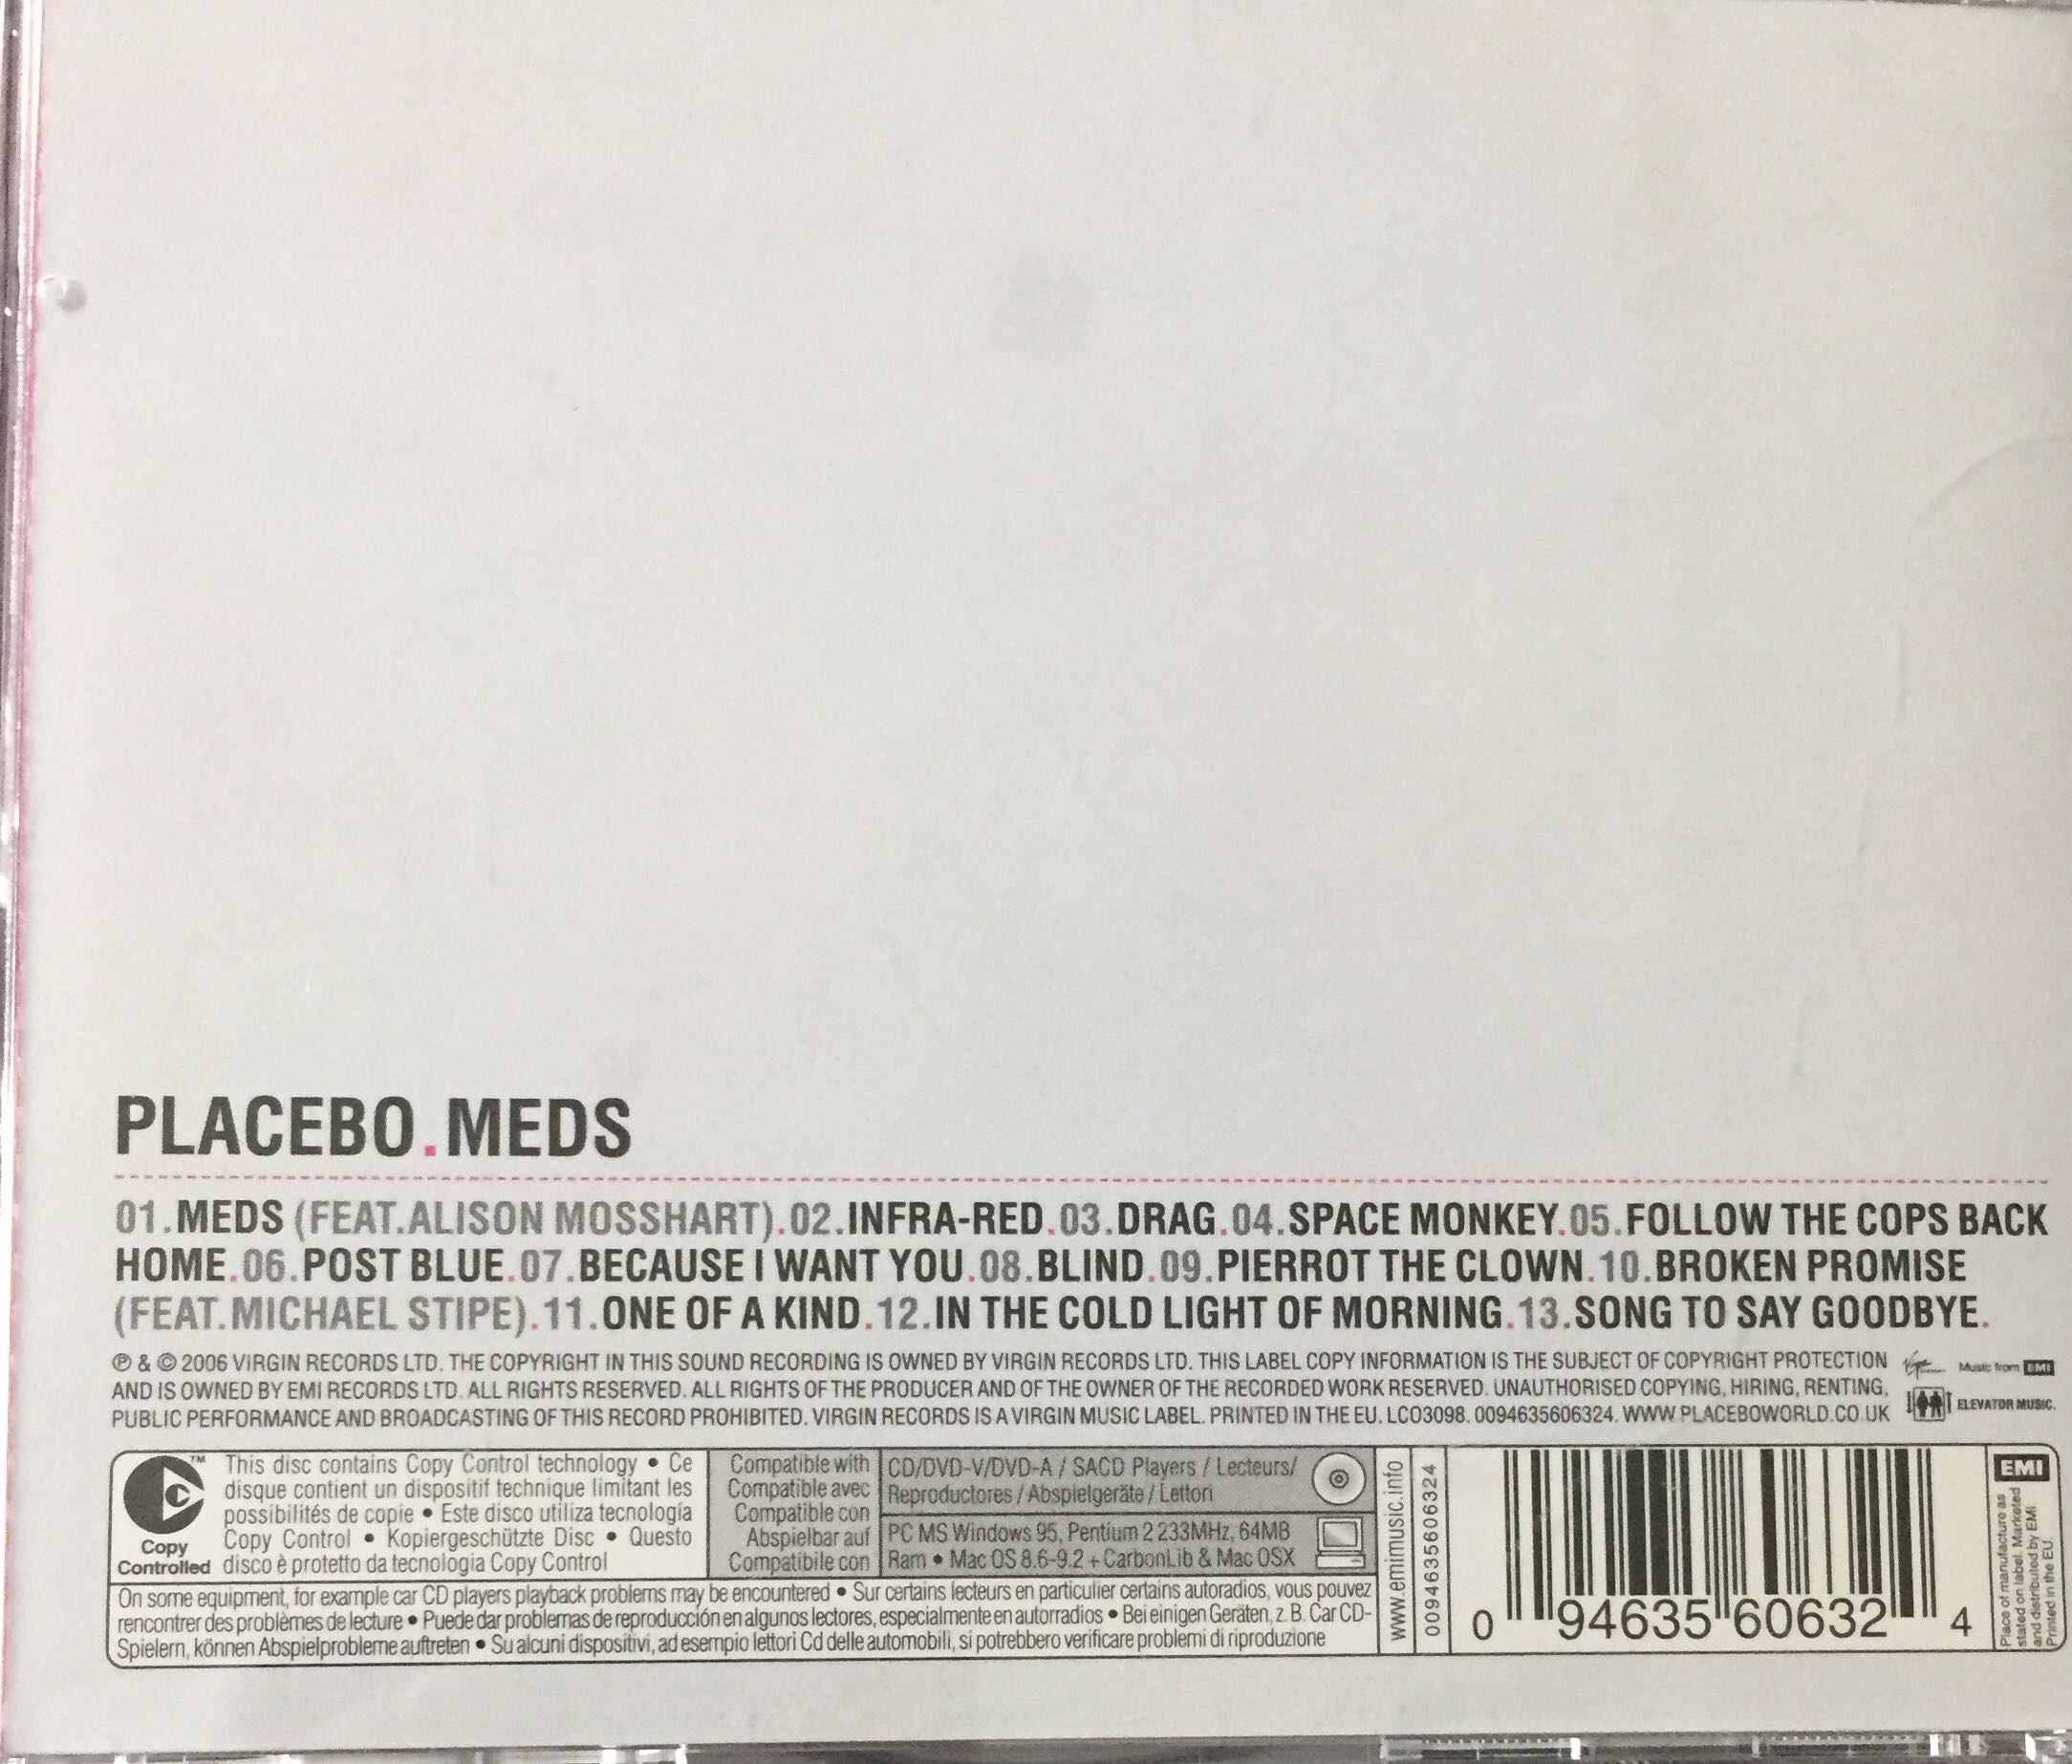 PLACEBO.MEDS
01.MEDS (FEAT.ALISON MOSSHART).02.INFRA-RED.03.DRAG.04.SPACE MONKEY.05.FOLLOW THE COPS BACK
HOME.06.POST BLUE.07.BECAUSE I WANT YOU.08.BLIND.09.PIERROT THE CLOWN.10.BROKEN PROMISE
(FEAT.MICHAEL STIPE).11.ONE OF A KIND.12.IN THE COLD LIGHT OF MORNING.13.SONG TO SAY GOODBYE.
℗ & © 2006 VIRGIN RECORDS LTD. THE COPYRIGHT IN THIS SOUND RECORDING IS OWNED BY VIRGIN RECORDS LTD. THIS LABEL COPY INFORMATION IS THE SUBJECT OF COPYRIGHT PROTECTION
AND IS OWNED BY EMI RECORDS LTD. ALL RIGHTS RESERVED. ALL RIGHTS OF THE PRODUCER AND OF THE OWNER OF THE RECORDED WORK RESERVED. UNAUTHORISED COPYING, HIRING, RENTING,
PUBLIC PERFORMANCE AND BROADCASTING OF THIS RECORD PROHIBITED. VIRGIN RECORDS IS A VIRGIN MUSIC LABEL. PRINTED IN THE EU. LC03098. 0094635606324. WWW.PLACEBOWORLD.CO.UK
Virgin
Music from EMI
ELEVATOR MUSIC.
Copy
Controlled
™
This disc contains Copy Control technology • Ce
disque contient un dispositif technique limitant les
possibilités de copie • Este disco utiliza tecnología
Copy Control • Kopiergeschützte Disc • Questo
disco è protetto da tecnologia Copy Control
Compatible with
Compatible avec
Compatible con
Abspielbar auf
Compatibile con
CD/DVD-V/DVD-A / SACD Players / Lecteurs/
Reproductores / Abspielgeräte / Lettori
PC MS Windows 95, Pentium 2 233MHz, 64MB
Ram • Mac OS 8.6-9.2 + CarbonLib & Mac OSX
On some equipment, for example car CD players playback problems may be encountered • Sur certains lecteurs en particulier certains autoradios, vous pouvez
rencontrer des problèmes de lecture • Puede dar problemas de reproducción en algunos lectores, especialmente en autorradios • Bei einigen Geräten, z. B. Car CD-
Spielern, können Abspielprobleme auftreten • Su alcuni dispositivi, ad esempio lettori Cd delle automobili, si potrebbero verificare problemi di riproduzione
www.emimusic.info
0094635606324
0 94635 60632 4
EMI
Place of manufacture as
stated on label. Marketed
and distributed by EMI.
Printed in the EU.